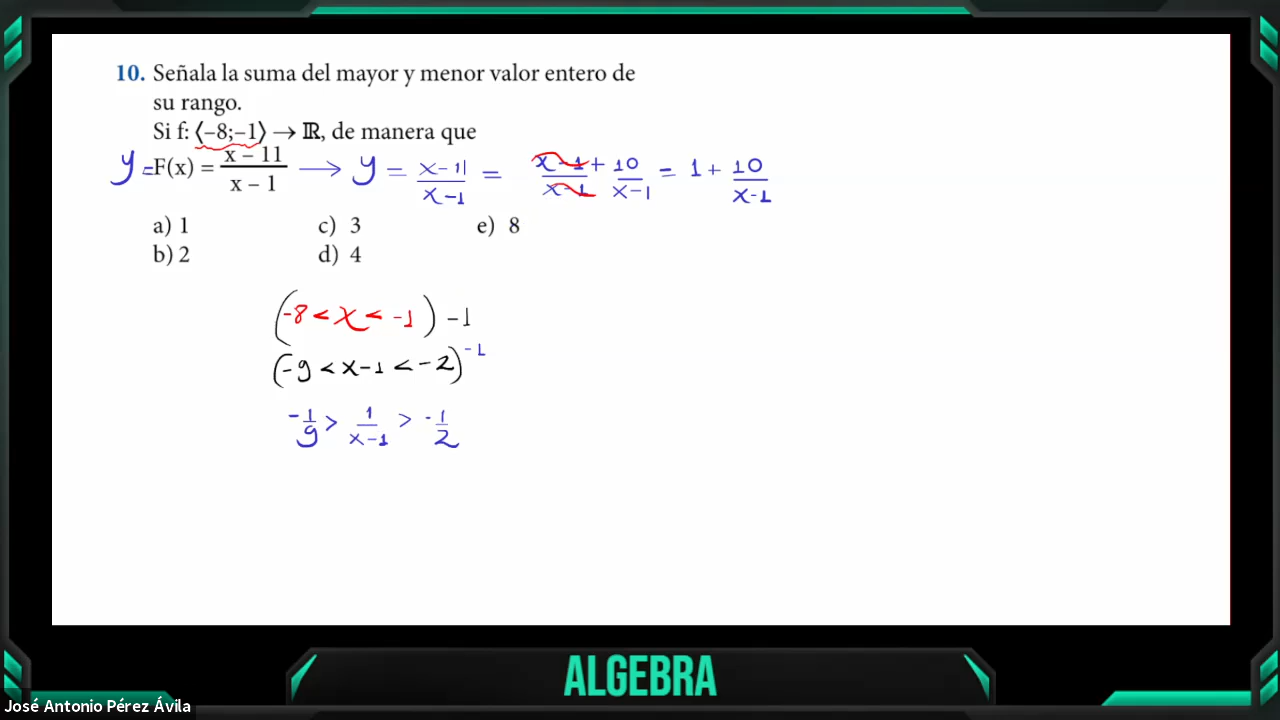 10. Señala la suma del mayor y menor valor entero de
su rango.
Si f: ⟨–8;–1⟩ → ℝ, de manera que
y = F(x) = (x – 11)/(x – 1) → y = (x-11)/(x-1) = (x-1)/(x-1) + 10/(x-1) = 1 + 10/(x-1)
a) 1 c) 3 e) 8
b) 2 d) 4
(-8 < x < -1) -1
(-9 < x-1 < -2)^-1
-1/9 > 1/(x-1) > -1/2
ALGEBRA
José Antonio Pérez Ávila